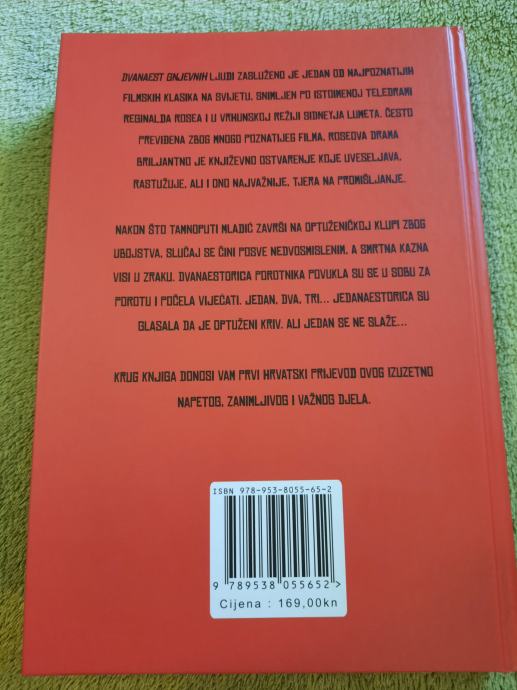 DVANAEST GNJEVNIH LJUDI ZASLUŽENO JE JEDAN OD NAJPOZNATIJIH
FILMSKIH KLASIKA NA SVIJETU, SNIMLJEN PO ISTOIMENOJ TELEDRAMI
REGINALDA ROSEA I U VRHUNSKOJ REŽIJI SIDNEYJA LUMETA. ČESTO
PREVIĐENA ZBOG MNOGO POZNATIJEG FILMA, ROSEOVA DRAMA
BRILJANTNO JE KNJIŽEVNO OSTVARENJE KOJE UVESELJAVA,
RASTUŽUJE, ALI I ONO NAJVAŽNIJE, TJERA NA PROMIŠLJANJE.
NAKON ŠTO TAMNOPUTI MLADIĆ ZAVRŠI NA OPTUŽENIČKOJ KLUPI ZBOG
UBOJSTVA, SLUČAJ SE ČINI POSVE NEDVOSMISLENIM, A SMRTNA KAZNA
VISI U ZRAKU. DVANAESTORICA POROTNIKA POVUKLA SU SE U SOBU ZA
POROTU I POČELA VIJEĆATI. JEDAN, DVA, TRI... JEDANAESTORICA SU
GLASALA DA JE OPTUŽENI KRIV. ALI JEDAN SE NE SLAŽE...
KRUG KNJIGA DONOSI VAM PRVI HRVATSKI PRIJEVOD OVOG IZUZETNO
NAPETOG, ZANIMLJIVOG I VAŽNOG DJELA.
ISBN 978-953-8055-65-2
9 789538 055652 >
Cijena : 169,00kn